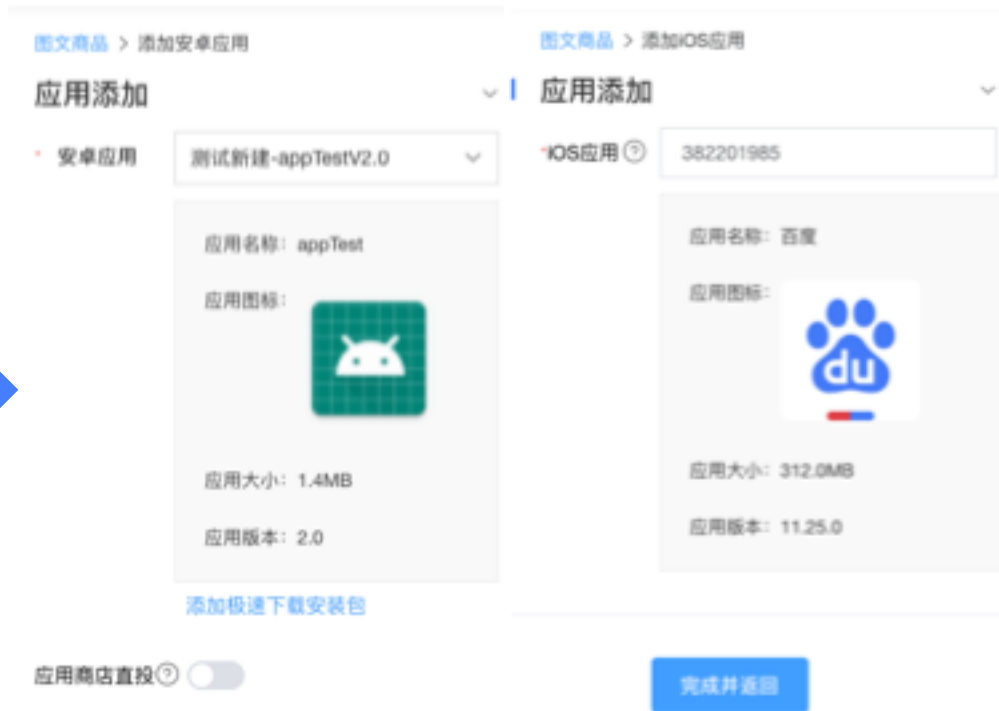 图文商品 > 添加安卓应用
应用添加
* 安卓应用
测试新建-appTestV2.0
应用名称：appTest
应用图标：
应用大小：1.4MB
应用版本：2.0
添加极速下载安装包
应用商店直投?
图文商品 > 添加iOS应用
应用添加
*iOS应用?
382201985
应用名称：百度
应用图标：
du
应用大小：312.0MB
应用版本：11.25.0
完成并返回